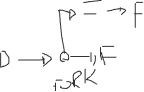 I → F
D → o → F
FORK